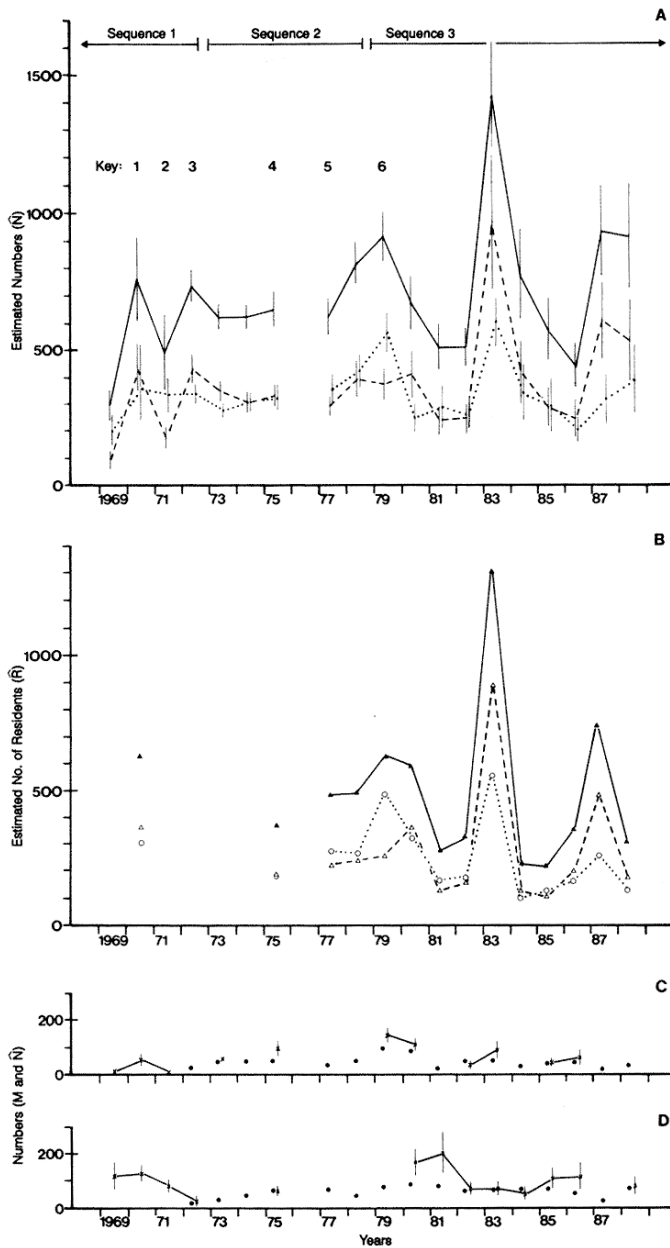 A
Sequence 1 Sequence 2 Sequence 3
1500
Key: 1 2 3 4 5 6
1000
500
0
Estimated Numbers (N̂)
1969 71 73 75 77 79 81 83 85 87
B
1000
500
0
Estimated No. of Residents (R̂)
1969 71 73 75 77 79 81 83 85 87
C
200
0
Numbers (M and N̂)
D
200
0
1969 71 73 75 77 79 81 83 85 87
Years